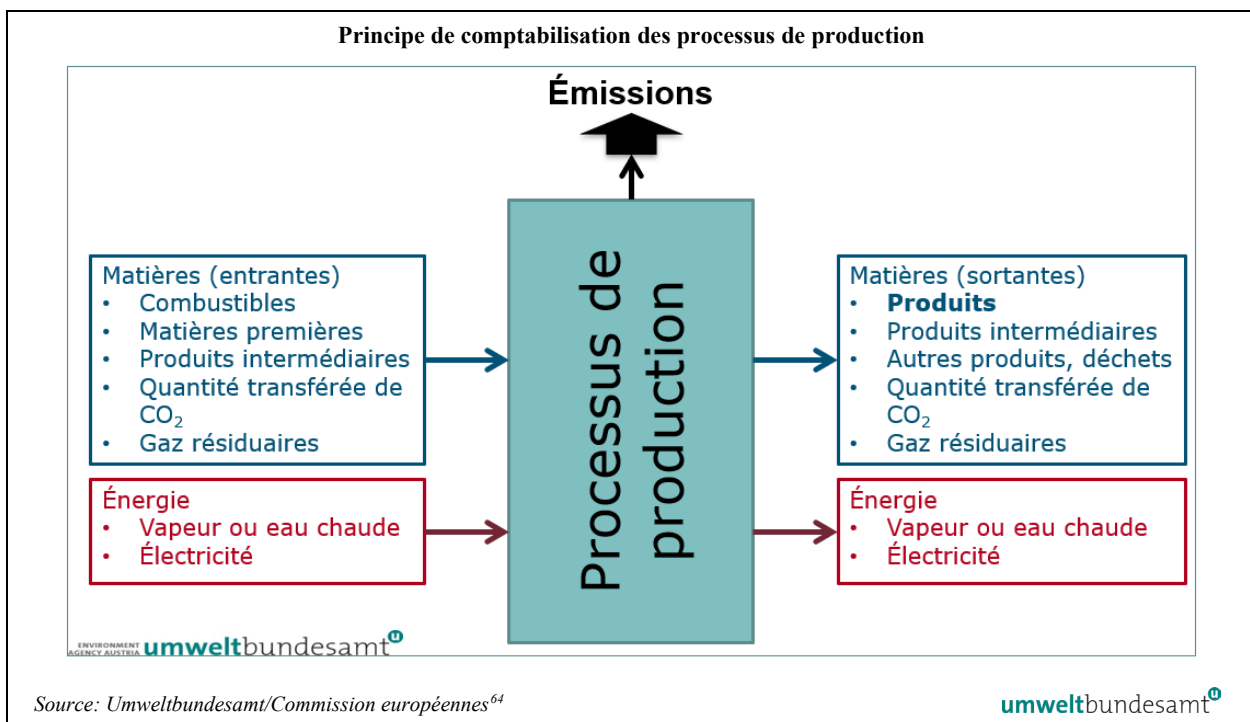 Principe de comptabilisation des processus de production
Émissions
Matières (entrantes)
• Combustibles
• Matières premières
• Produits intermédiaires
• Quantité transférée de
CO₂
• Gaz résiduaires
Énergie
• Vapeur ou eau chaude
• Électricité
Processus de
production
Matières (sortantes)
• Produits
• Produits intermédiaires
• Autres produits, déchets
• Quantité transférée de
CO₂
• Gaz résiduaires
Énergie
• Vapeur ou eau chaude
• Électricité
ENVIRONMENT
AGENCY AUSTRIA umweltbundesamt
Source: Umweltbundesamt/Commission européennes⁶⁴
umweltbundesamt